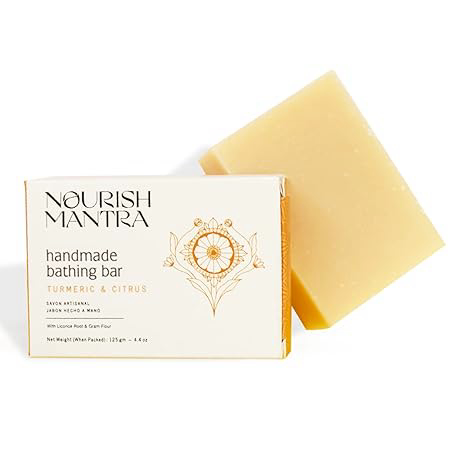 NOURISH
MANTRA
handmade
bathing bar
TURMERIC & CITRUS
SAVON ARTISANAL
JABON HECHO A MANO
With Licorice Root & Gram Flour
Net Weight (When Packed) : 125 gm – 4.4 oz